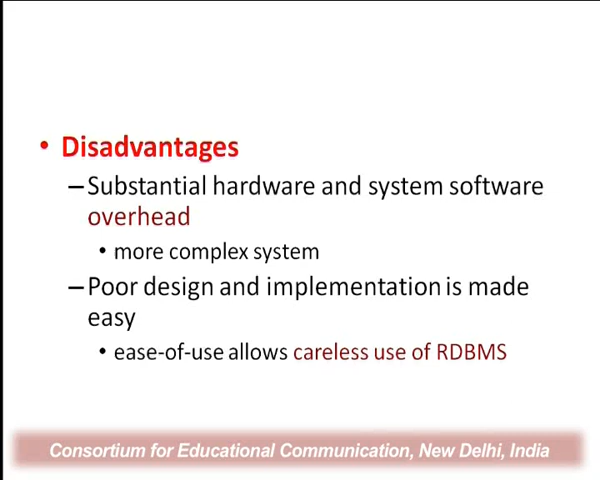 • Disadvantages
–Substantial hardware and system software
overhead
• more complex system
–Poor design and implementation is made
easy
• ease-of-use allows careless use of RDBMS
Consortium for Educational Communication, New Delhi, India